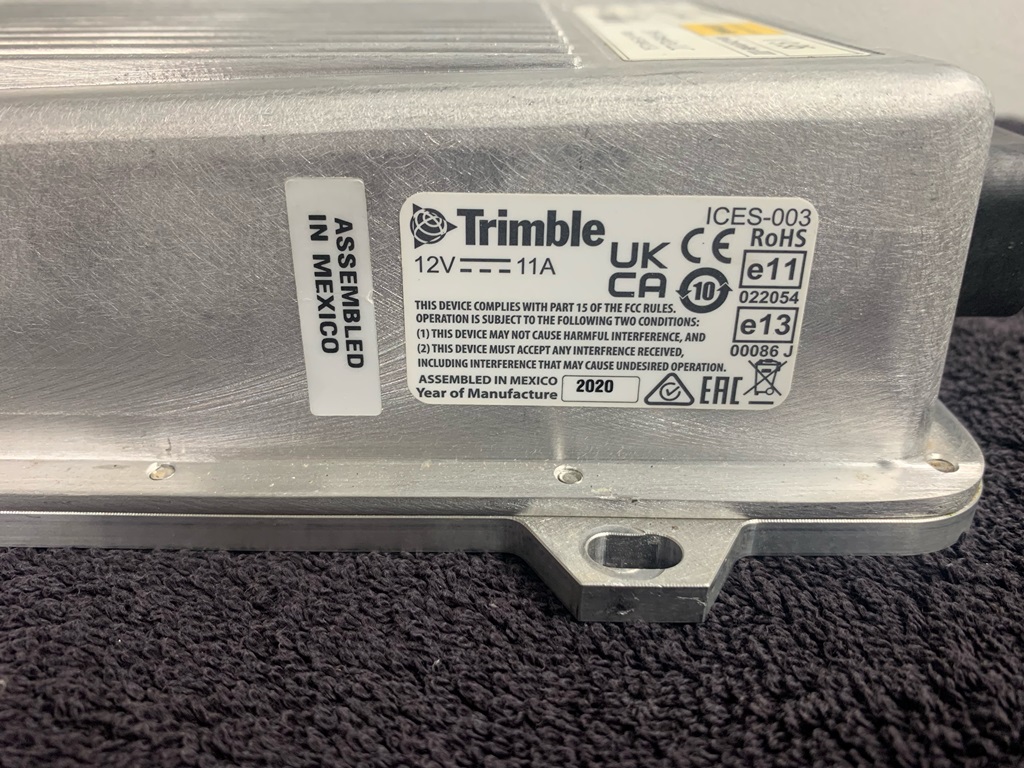 ASSEMBLED
IN MEXICO
Trimble
ICES-003
12V 11A
UK
CA
CE
RoHS
10
e11
022054
e13
00086 J
THIS DEVICE COMPLIES WITH PART 15 OF THE FCC RULES.
OPERATION IS SUBJECT TO THE FOLLOWING TWO CONDITIONS:
(1) THIS DEVICE MAY NOT CAUSE HARMFUL INTERFERENCE, AND
(2) THIS DEVICE MUST ACCEPT ANY INTERFRENCE RECEIVED,
INCLUDING INTERFERENCE THAT MAY CAUSE UNDESIRED OPERATION.
ASSEMBLED IN MEXICO
Year of Manufacture 2020
EAC